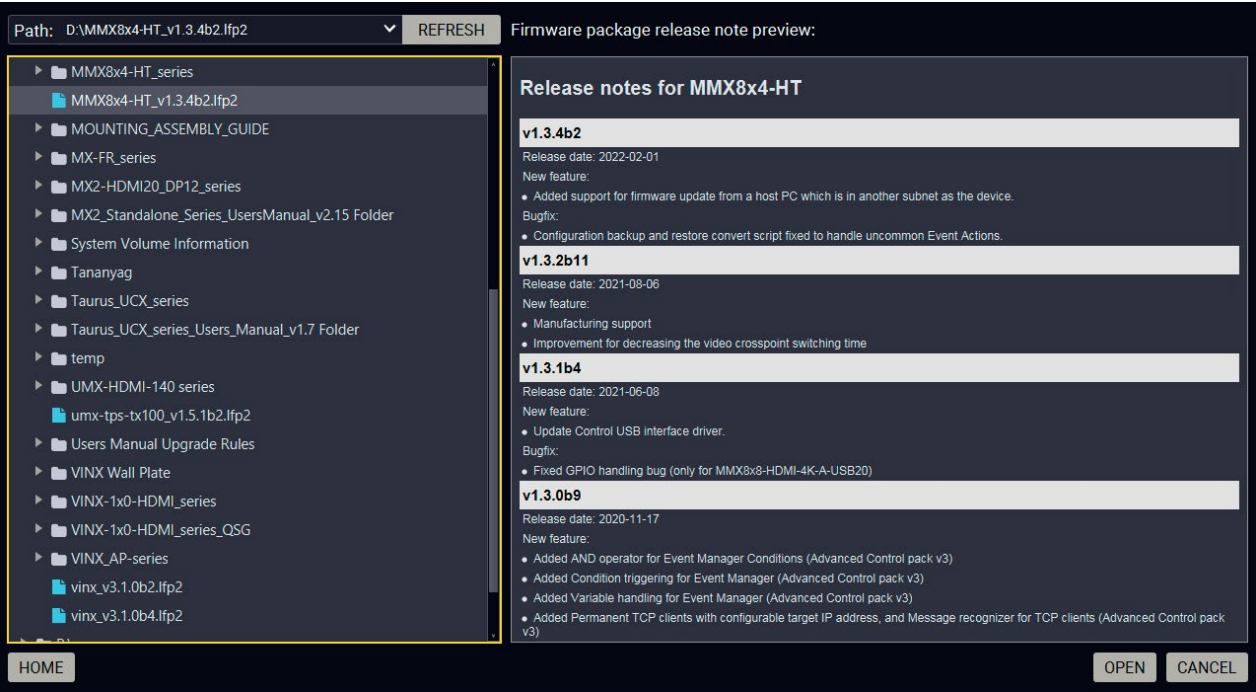 Path: D:\MMX8x4-HT_v1.3.4b2.lfp2
REFRESH
Firmware package release note preview:
MMX8x4-HT_series
MMX8x4-HT_v1.3.4b2.lfp2
MOUNTING_ASSEMBLY_GUIDE
MX-FR_series
MX2-HDMI20_DP12_series
MX2_Standalone_Series_UsersManual_v2.15 Folder
System Volume Information
Tananyag
Taurus_UCX_series
Taurus_UCX_series_Users_Manual_v1.7 Folder
temp
UMX-HDMI-140 series
umx-tps-tx100_v1.5.1b2.lfp2
Users Manual Upgrade Rules
VINX Wall Plate
VINX-1x0-HDMI_series
VINX-1x0-HDMI_series_QSG
VINX_AP-series
vinx_v3.1.0b2.lfp2
vinx_v3.1.0b4.lfp2
Release notes for MMX8x4-HT
v1.3.4b2
Release date: 2022-02-01
New feature:
• Added support for firmware update from a host PC which is in another subnet as the device.
Bugfix:
• Configuration backup and restore convert script fixed to handle uncommon Event Actions.
v1.3.2b11
Release date: 2021-08-06
New feature:
• Manufacturing support
• Improvement for decreasing the video crosspoint switching time
v1.3.1b4
Release date: 2021-06-08
New feature:
• Update Control USB interface driver.
Bugfix:
• Fixed GPIO handling bug (only for MMX8x8-HDMI-4K-A-USB20)
v1.3.0b9
Release date: 2020-11-17
New feature:
• Added AND operator for Event Manager Conditions (Advanced Control pack v3)
• Added Condition triggering for Event Manager (Advanced Control pack v3)
• Added Variable handling for Event Manager (Advanced Control pack v3)
• Added Permanent TCP clients with configurable target IP address, and Message recognizer for TCP clients (Advanced Control pack
v3)
HOME
OPEN
CANCEL